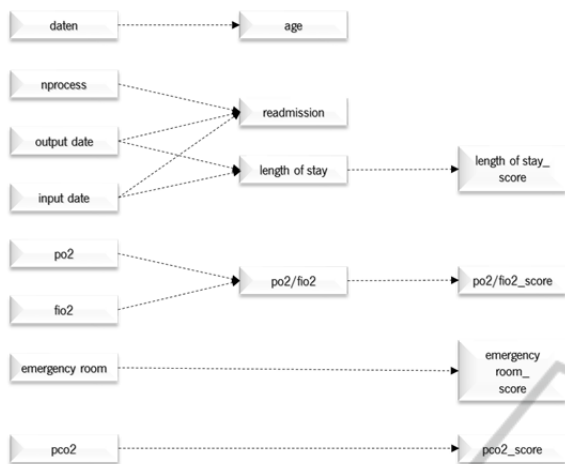 daten
age
nprocess
readmission
output date
length of stay
length of stay_
score
input date
po2
po2/fio2
po2/fio2_score
fio2
emergency room
emergency
room_
score
pco2
pco2_score